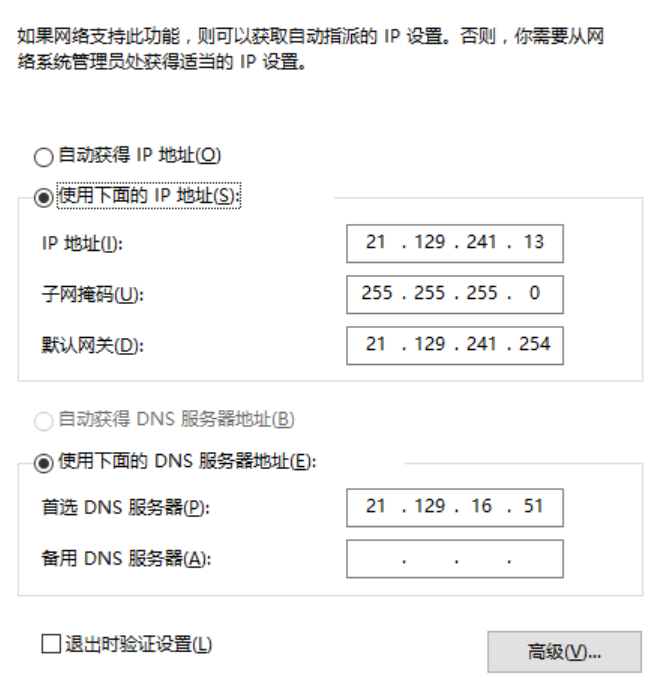 如果网络支持此功能，则可以获取自动指派的 IP 设置。否则，你需要从网
络系统管理员处获得适当的 IP 设置。
自动获得 IP 地址(O)
使用下面的 IP 地址(S):
IP 地址(I): 21 . 129 . 241 . 13
子网掩码(U): 255 . 255 . 255 . 0
默认网关(D): 21 . 129 . 241 . 254
自动获得 DNS 服务器地址(B)
使用下面的 DNS 服务器地址(E):
首选 DNS 服务器(P): 21 . 129 . 16 . 51
备用 DNS 服务器(A): . . .
退出时验证设置(L) 高级(V)...